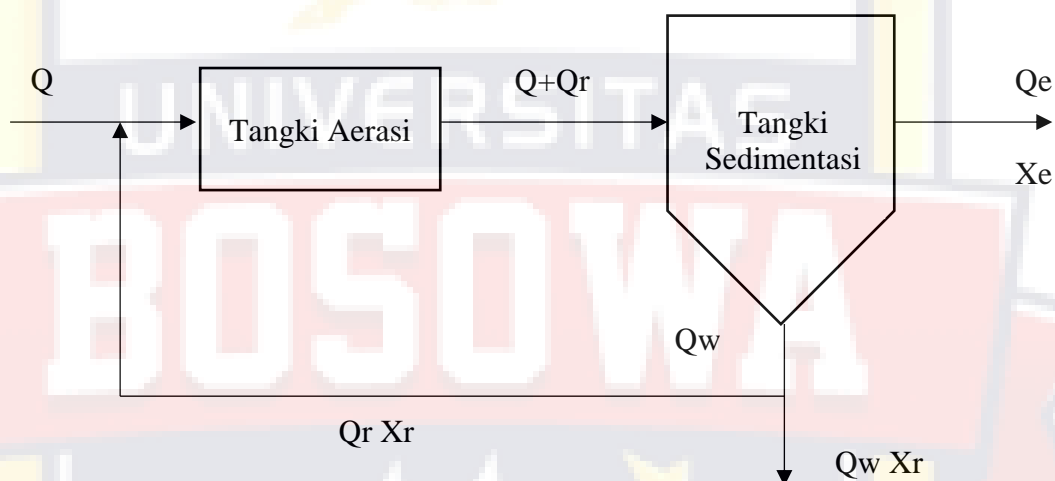 Q
Q+Qr
Qe
UNIVERSITAS
Tangki Aerasi
Tangki
Sedimentasi
Xe
BOSOWA
Qw
Qr Xr
Qw Xr